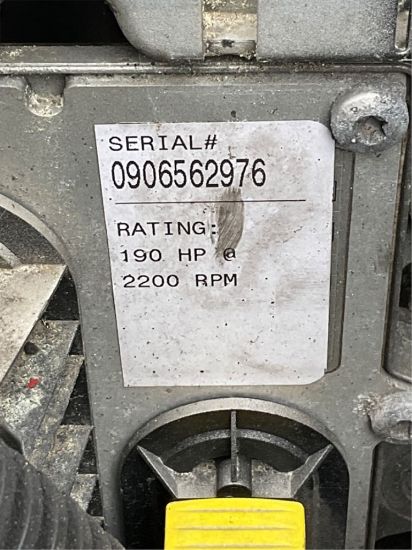 SERIAL#
0906562976
RATING:
190 HP @
2200 RPM